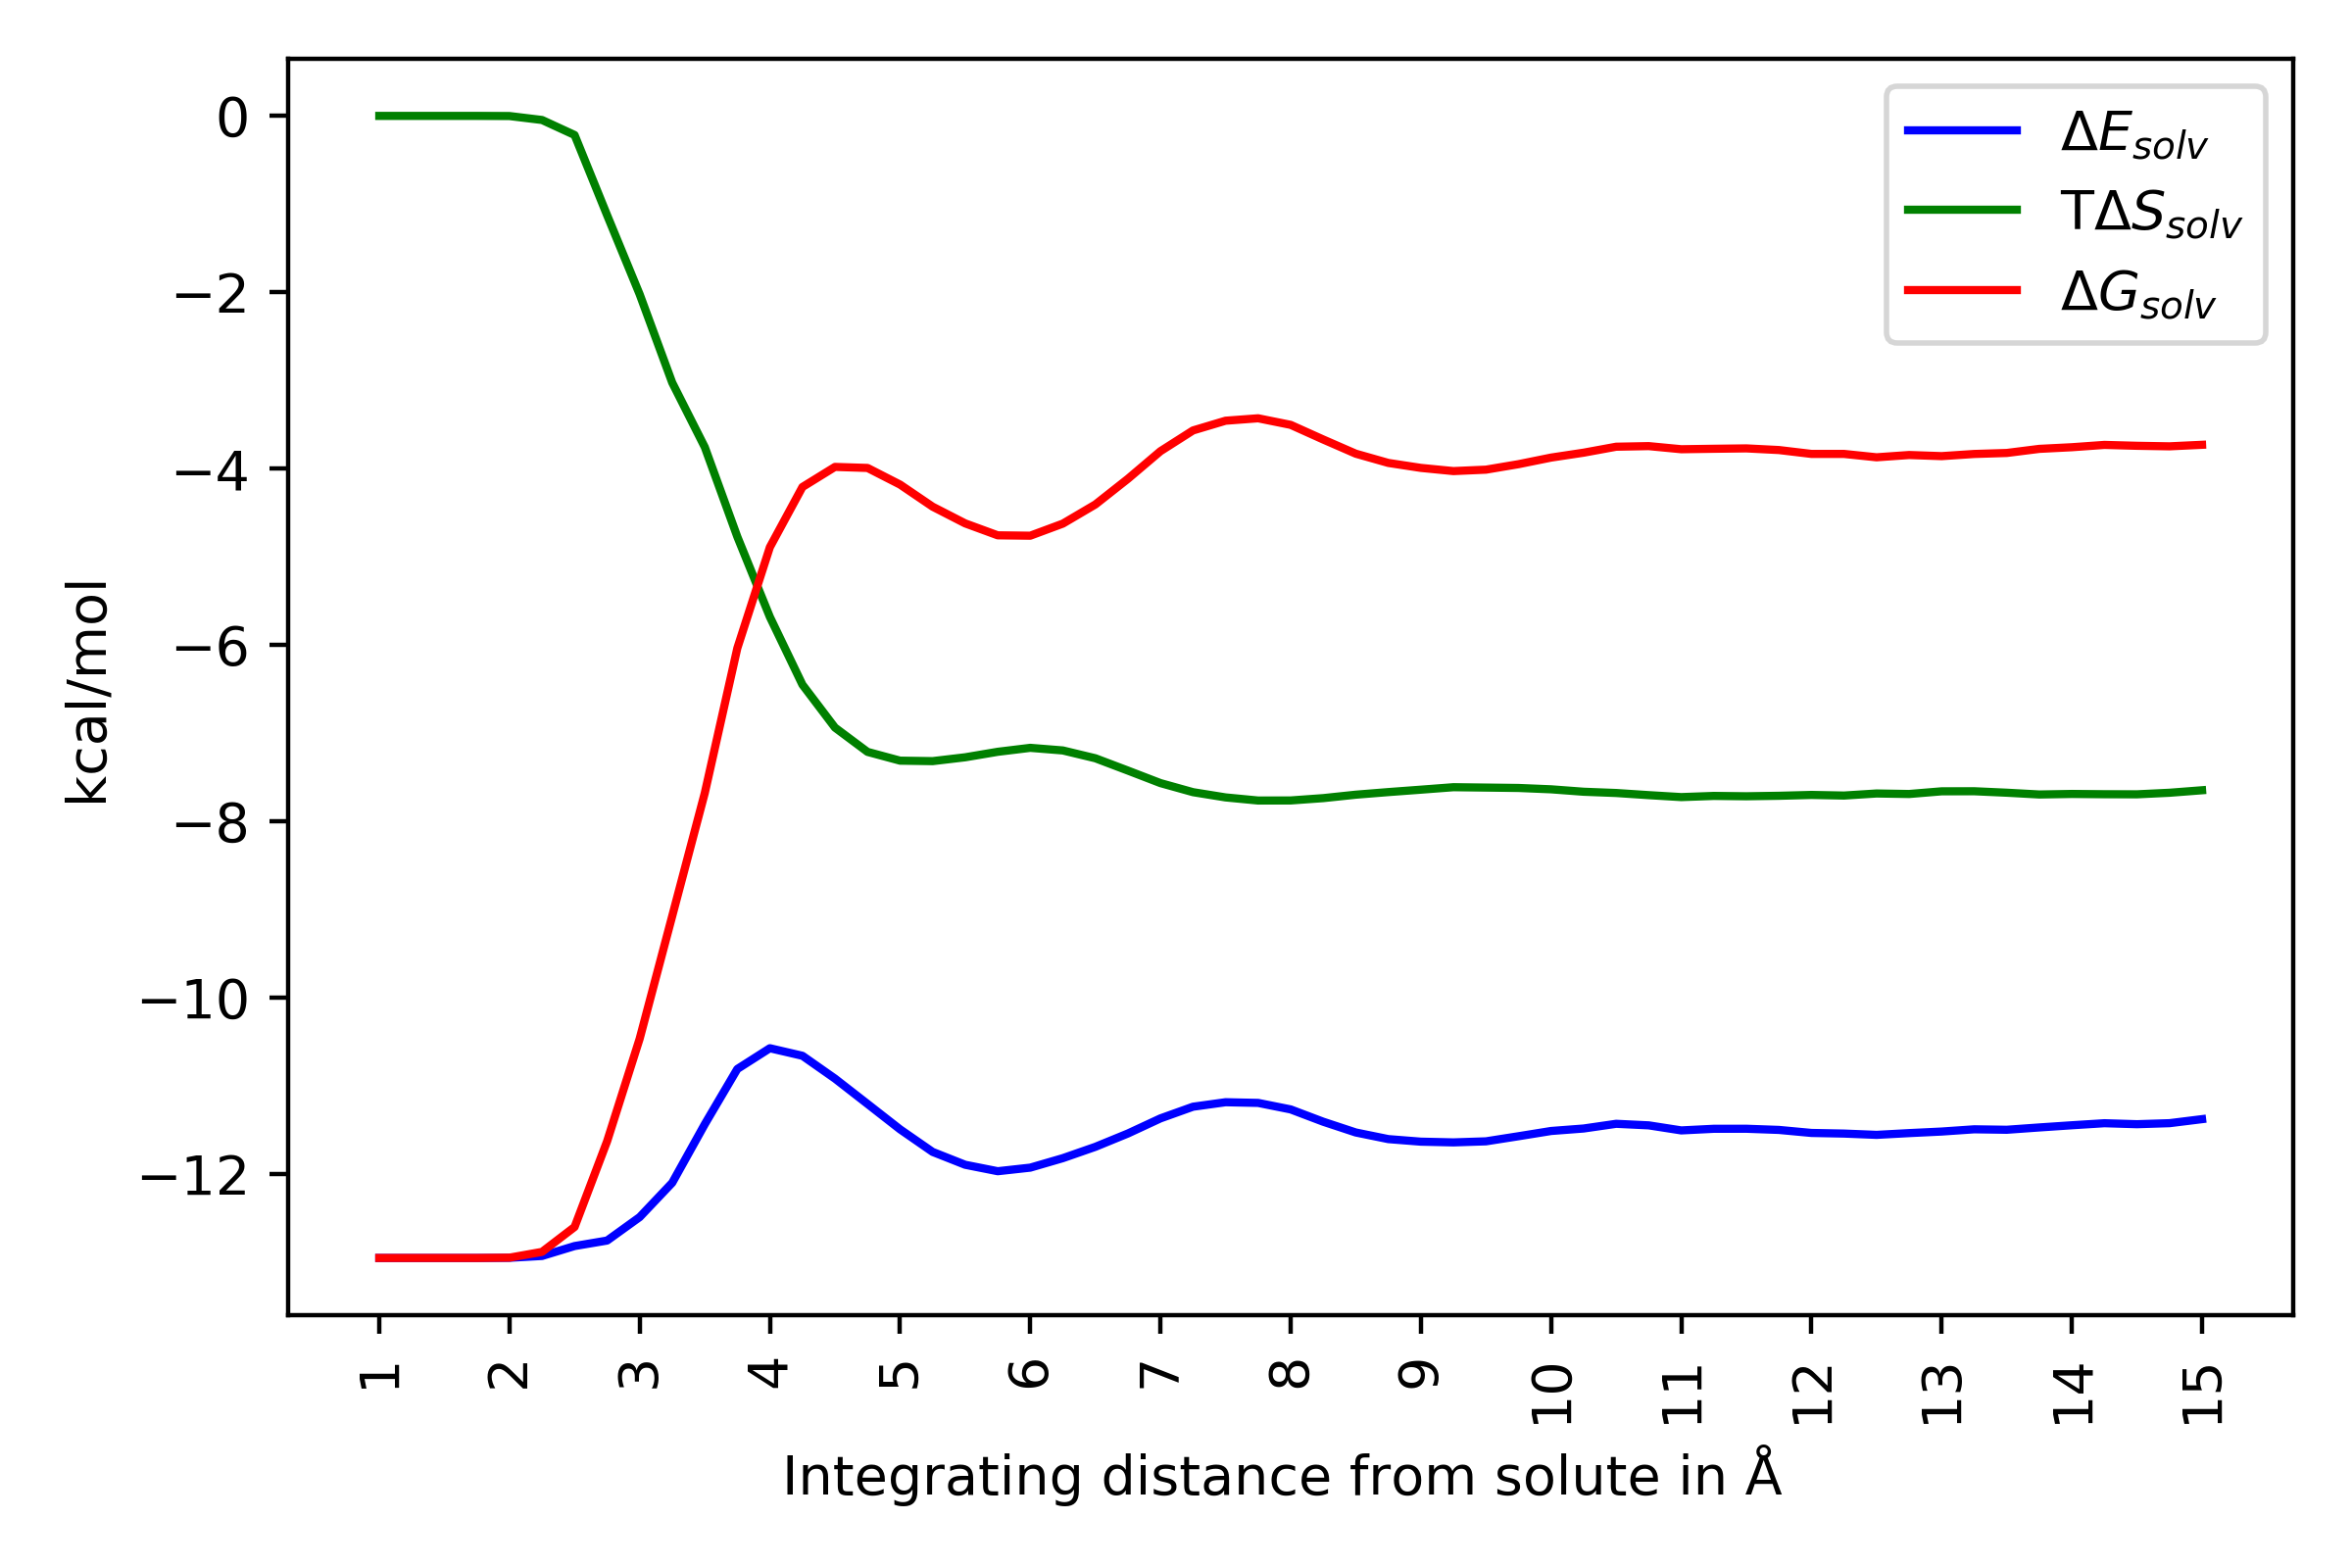 ΔE_solv
TΔS_solv
ΔG_solv
0
−2
−4
−6
−8
−10
−12
kcal/mol
1 2 3 4 5 6 7 8 9 10 11 12 13 14 15
Integrating distance from solute in Å